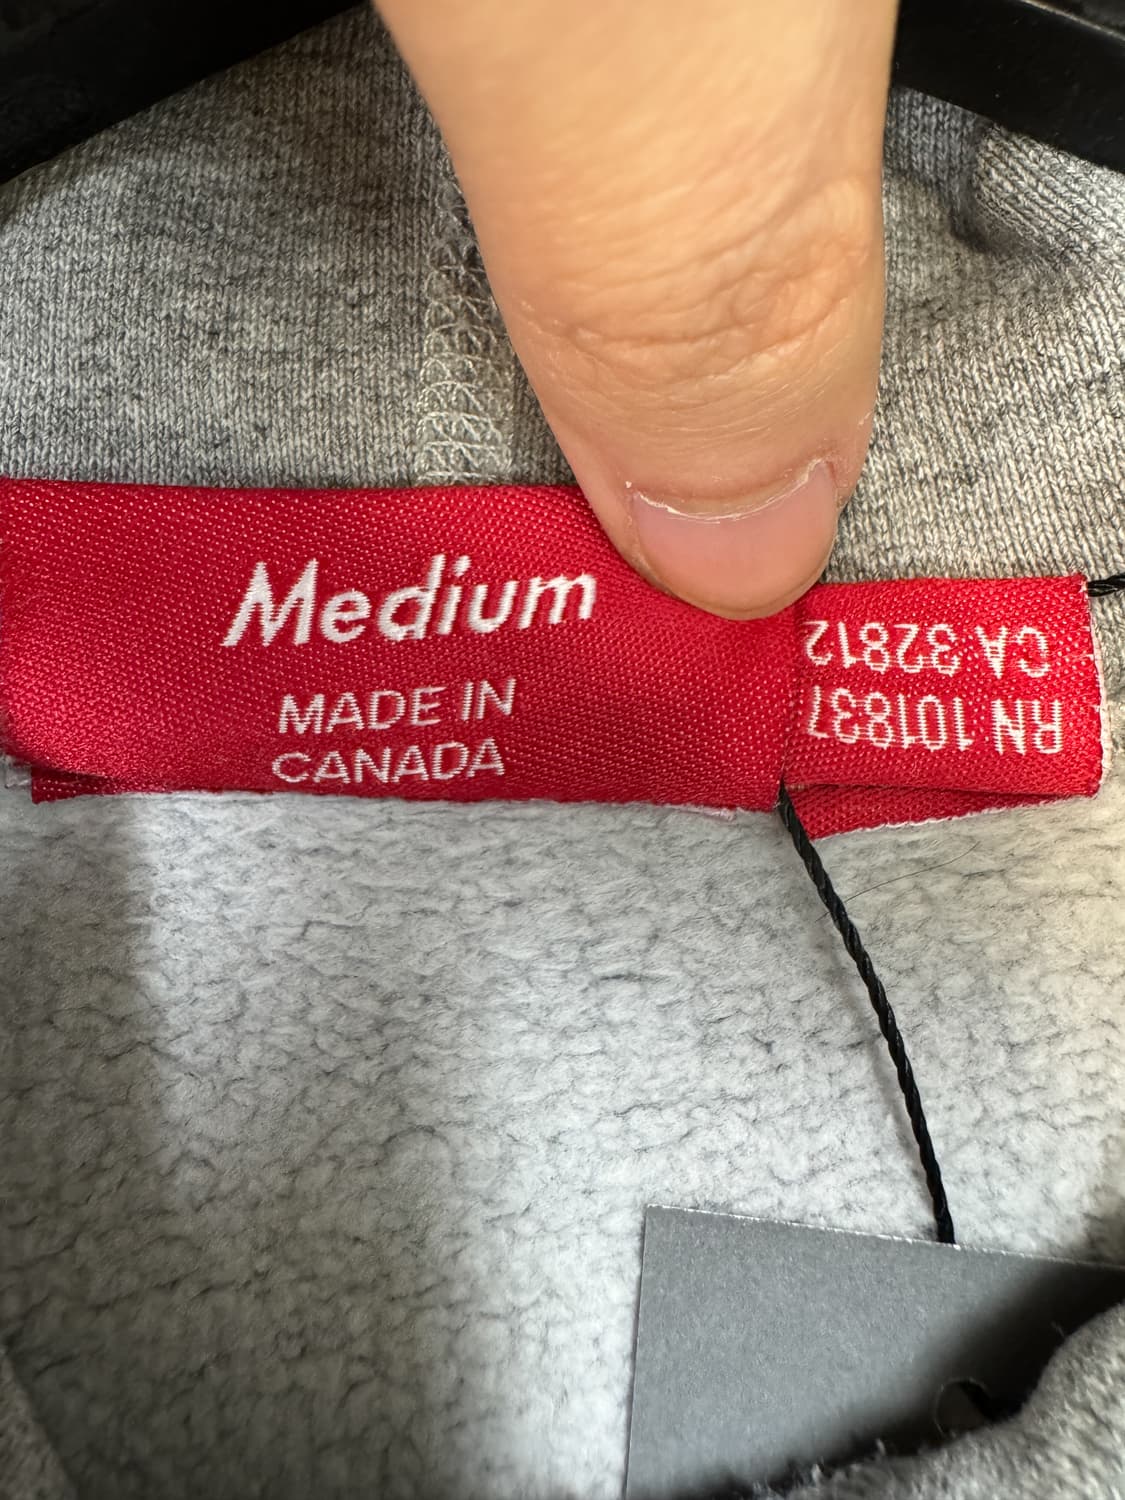 Medium
MADE IN
CANADA
RN 101837
CA 32812